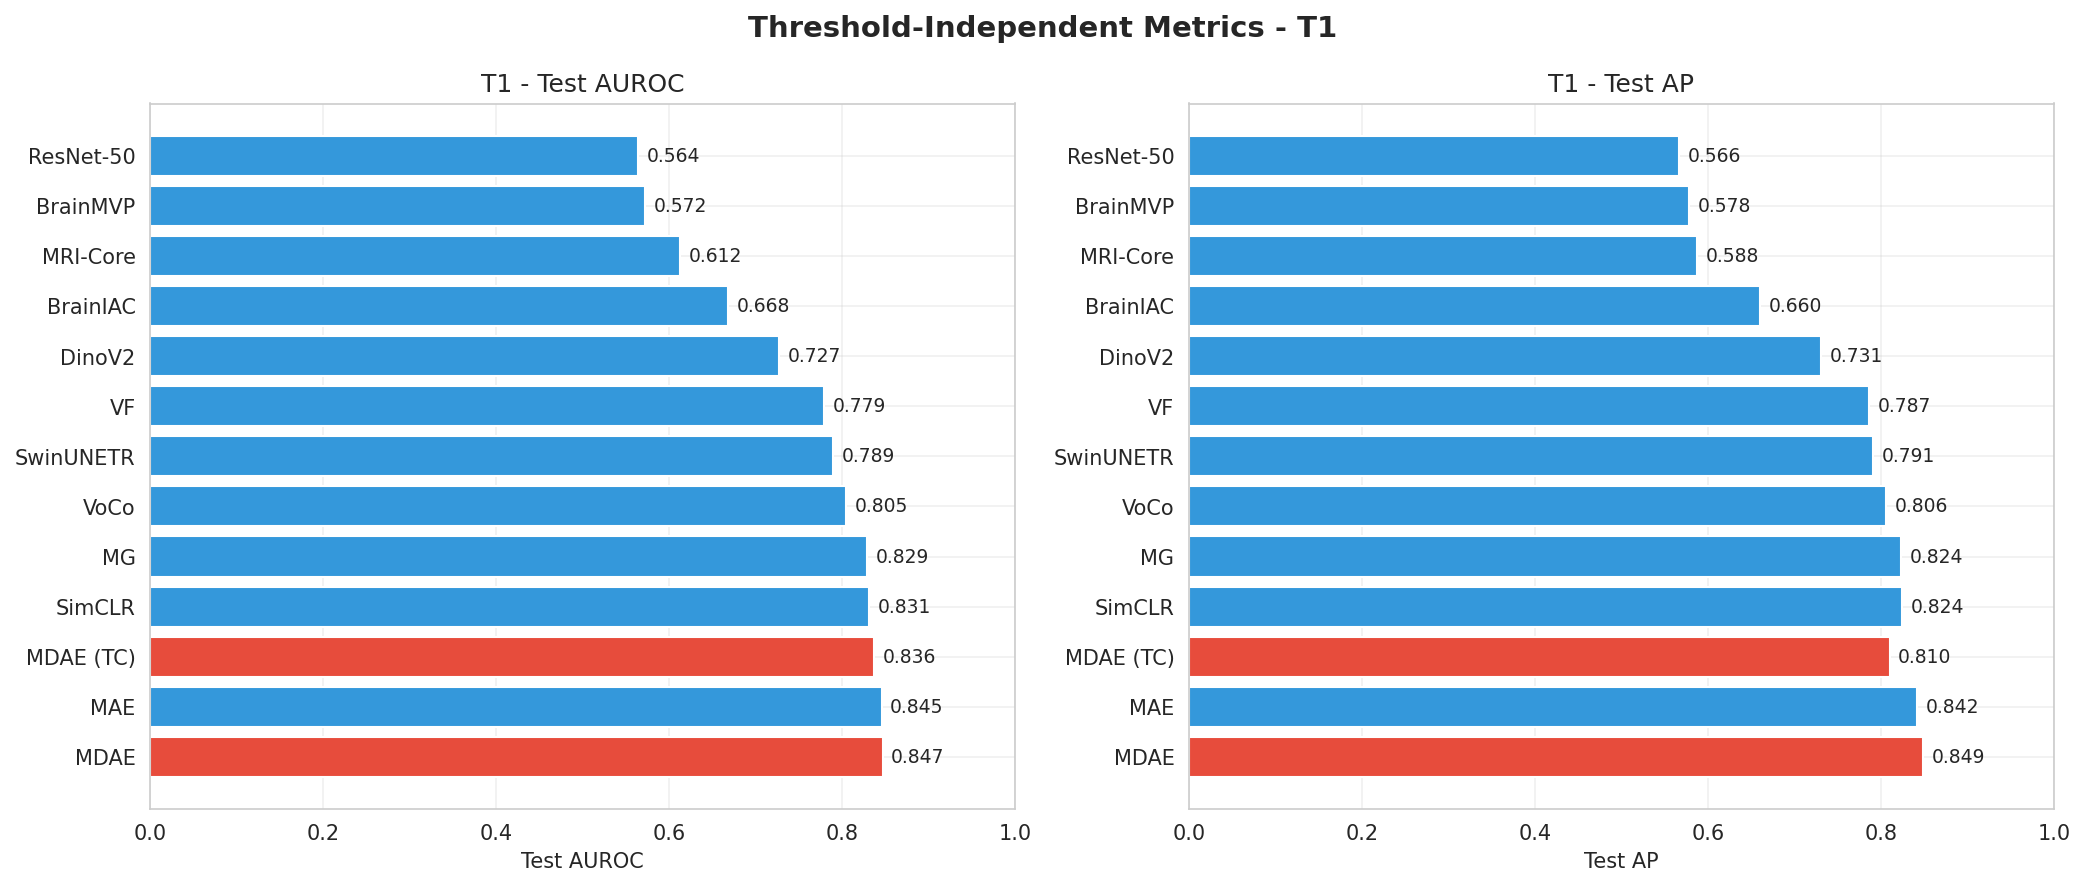 Threshold-Independent Metrics - T1
T1 - Test AUROC
ResNet-50 0.564
BrainMVP 0.572
MRI-Core 0.612
BrainIAC 0.668
DinoV2 0.727
VF 0.779
SwinUNETR 0.789
VoCo 0.805
MG 0.829
SimCLR 0.831
MDAE (TC) 0.836
MAE 0.845
MDAE 0.847
0.0 0.2 0.4 0.6 0.8 1.0
Test AUROC
T1 - Test AP
ResNet-50 0.566
BrainMVP 0.578
MRI-Core 0.588
BrainIAC 0.660
DinoV2 0.731
VF 0.787
SwinUNETR 0.791
VoCo 0.806
MG 0.824
SimCLR 0.824
MDAE (TC) 0.810
MAE 0.842
MDAE 0.849
0.0 0.2 0.4 0.6 0.8 1.0
Test AP